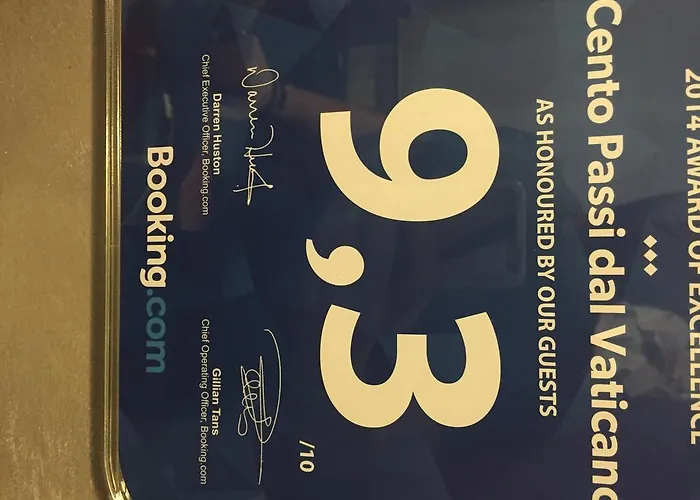 2014 AWARD OF EXCELLENCE
Cento Passi dal Vaticano
AS HONOURED BY OUR GUESTS
9,3
/10
Darren Huston
Chief Executive Officer, Booking.com
Gillian Tans
Chief Operating Officer, Booking.com
Booking.com